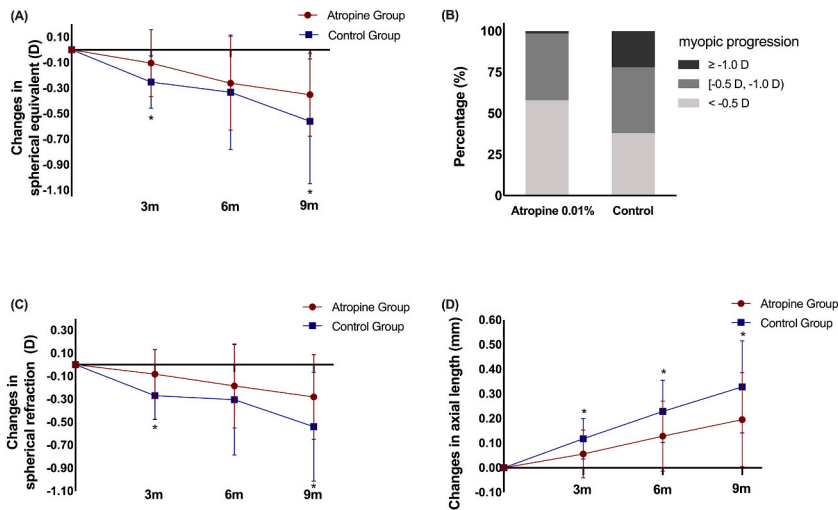 (A)
Atropine Group
Control Group
Changes in
spherical equivalent (D)
0.10
-0.10
-0.30
-0.50
-0.70
-0.90
-1.10
*
*
*
3m
6m
9m
(B)
Percentage (%)
100
75
50
25
0
Atropine 0.01%
Control
myopic progression
≥ -1.0 D
[-0.5 D, -1.0 D)
< -0.5 D
(C)
Atropine Group
Control Group
Changes in
spherical refraction (D)
0.30
0.10
-0.10
-0.30
-0.50
-0.70
-0.90
-1.10
*
*
3m
6m
9m
(D)
Atropine Group
Control Group
Changes in axial length (mm)
0.60
0.50
0.40
0.30
0.20
0.10
0.00
-0.10
*
*
*
3m
6m
9m